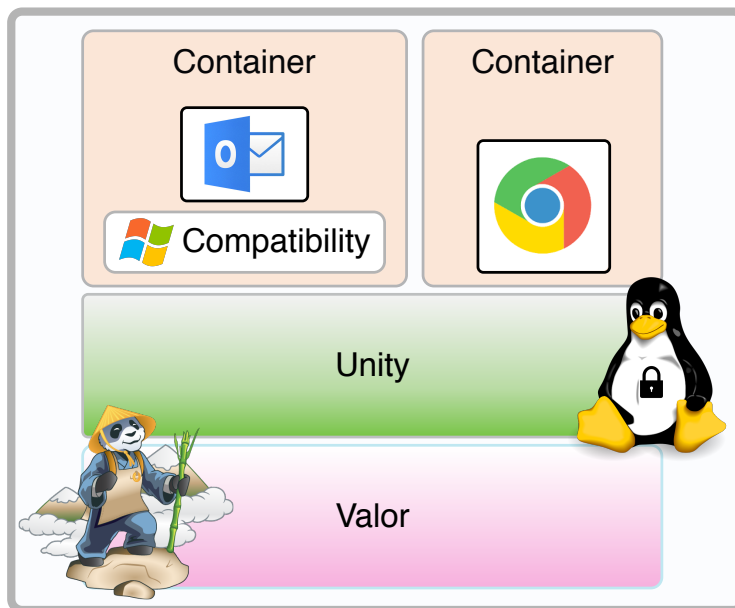 Container
Container
O
Compatibility
Unity
Valor